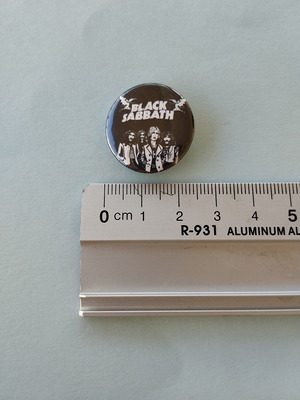 BLACK
SABBATH
0 cm 1 2 3 4 5
R-931 ALUMINUM AL